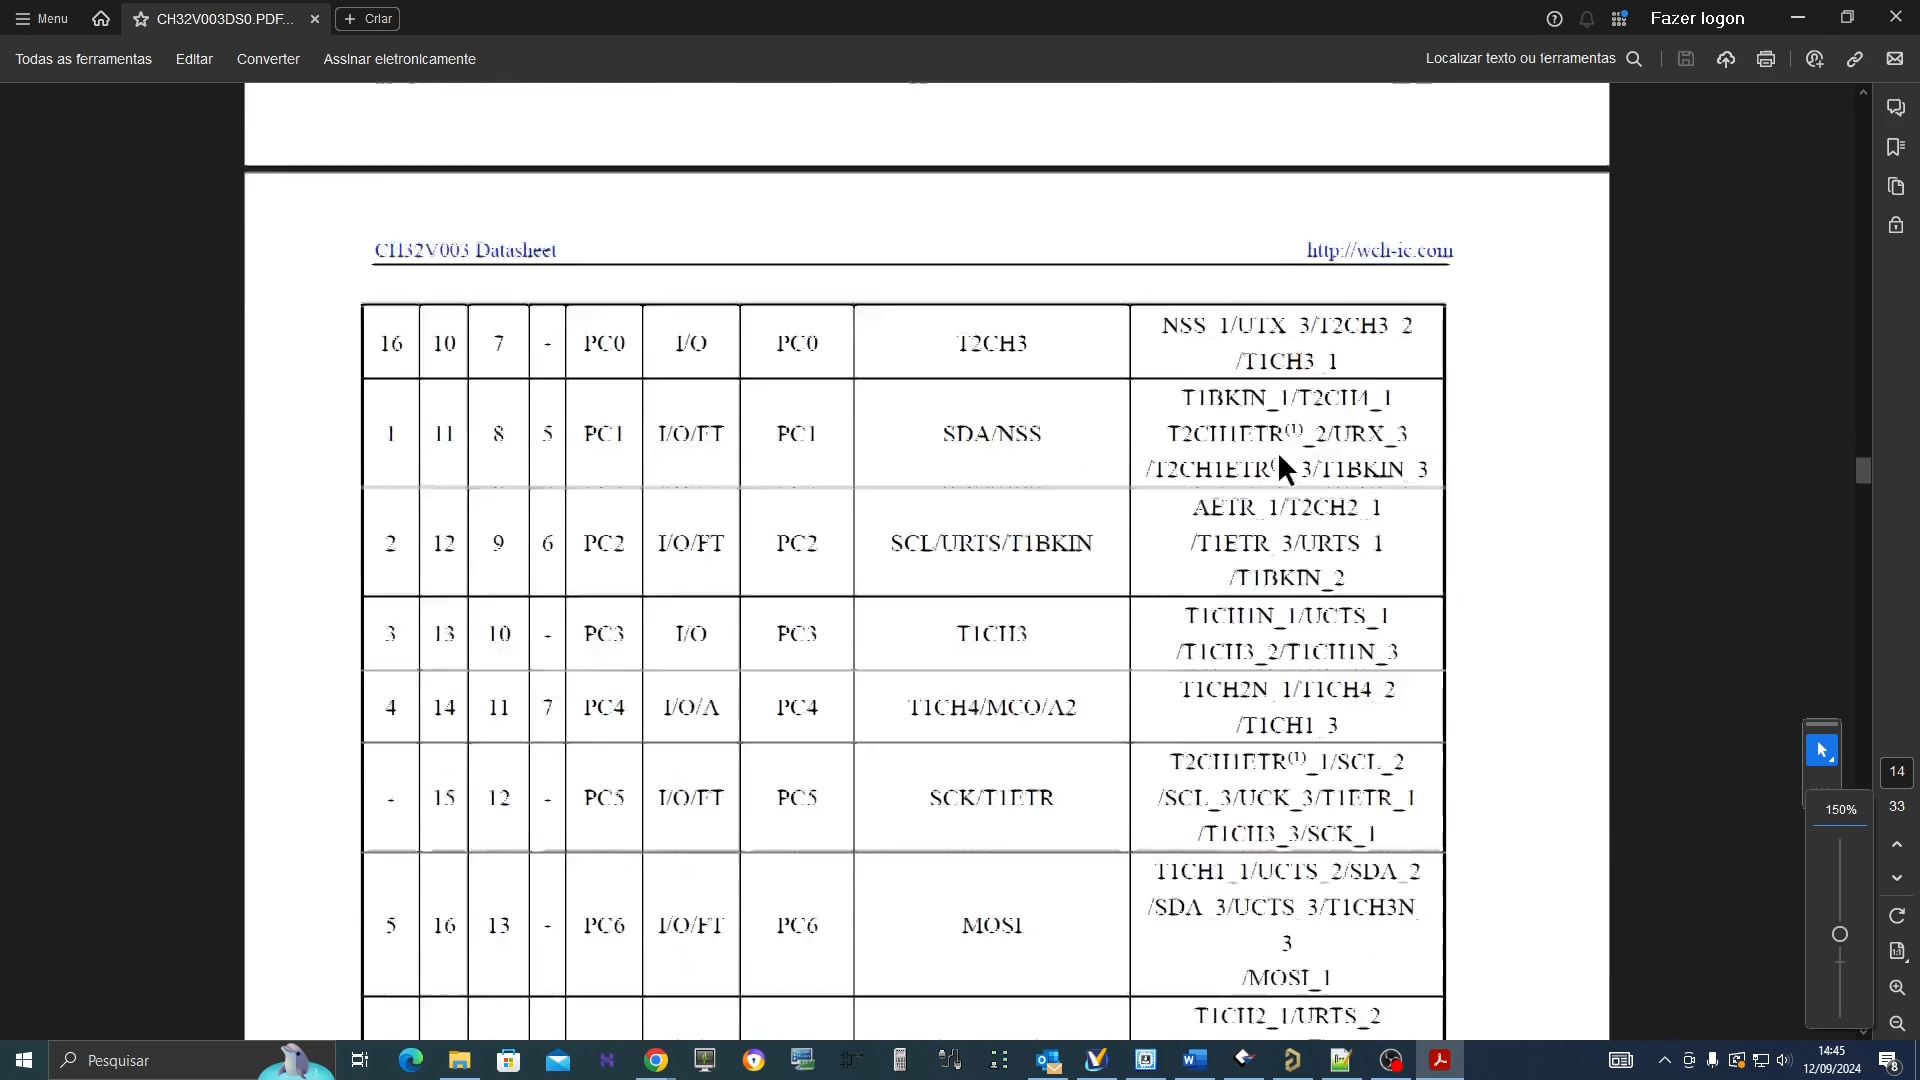 Menu
CH32V003DS0.PDF...
Criar
Fazer logon
Todas as ferramentas Editar Converter Assinar eletronicamente
Localizar texto ou ferramentas
CH32V003 Datasheet http://wch-ic.com
16 10 7 - PC0 I/O PC0 T2CH3 NSS_1/UTX_3/T2CH3_2
/T1CH3_1
T1BKIN_1/T2CH4_1
1 11 8 5 PC1 I/O/FT PC1 SDA/NSS T2CH1ETR(1)_2/URX_3
/T2CH1ETR 3/T1BKIN_3
AETR_1/T2CH2_1
2 12 9 6 PC2 I/O/FT PC2 SCL/URTS/T1BKIN /T1ETR_3/URTS_1
/T1BKIN_2
3 13 10 - PC3 I/O PC3 T1CH3 T1CH1N_1/UCTS_1
/T1CH3_2/T1CH1N_3
4 14 11 7 PC4 I/O/A PC4 T1CH4/MCO/A2 T1CH2N_1/T1CH4_2
/T1CH1_3
T2CH1ETR(1)_1/SCL_2
- 15 12 - PC5 I/O/FT PC5 SCK/T1ETR /SCL_3/UCK_3/T1ETR_1
/T1CH3_3/SCK_1
T1CH1_1/UCTS_2/SDA_2
/SDA_3/UCTS_3/T1CH3N_
5 16 13 - PC6 I/O/FT PC6 MOSI 3
/MOSI_1
T1CH2_1/URTS_2
14
33
150%
Pesquisar
14:45
12/09/2024
8